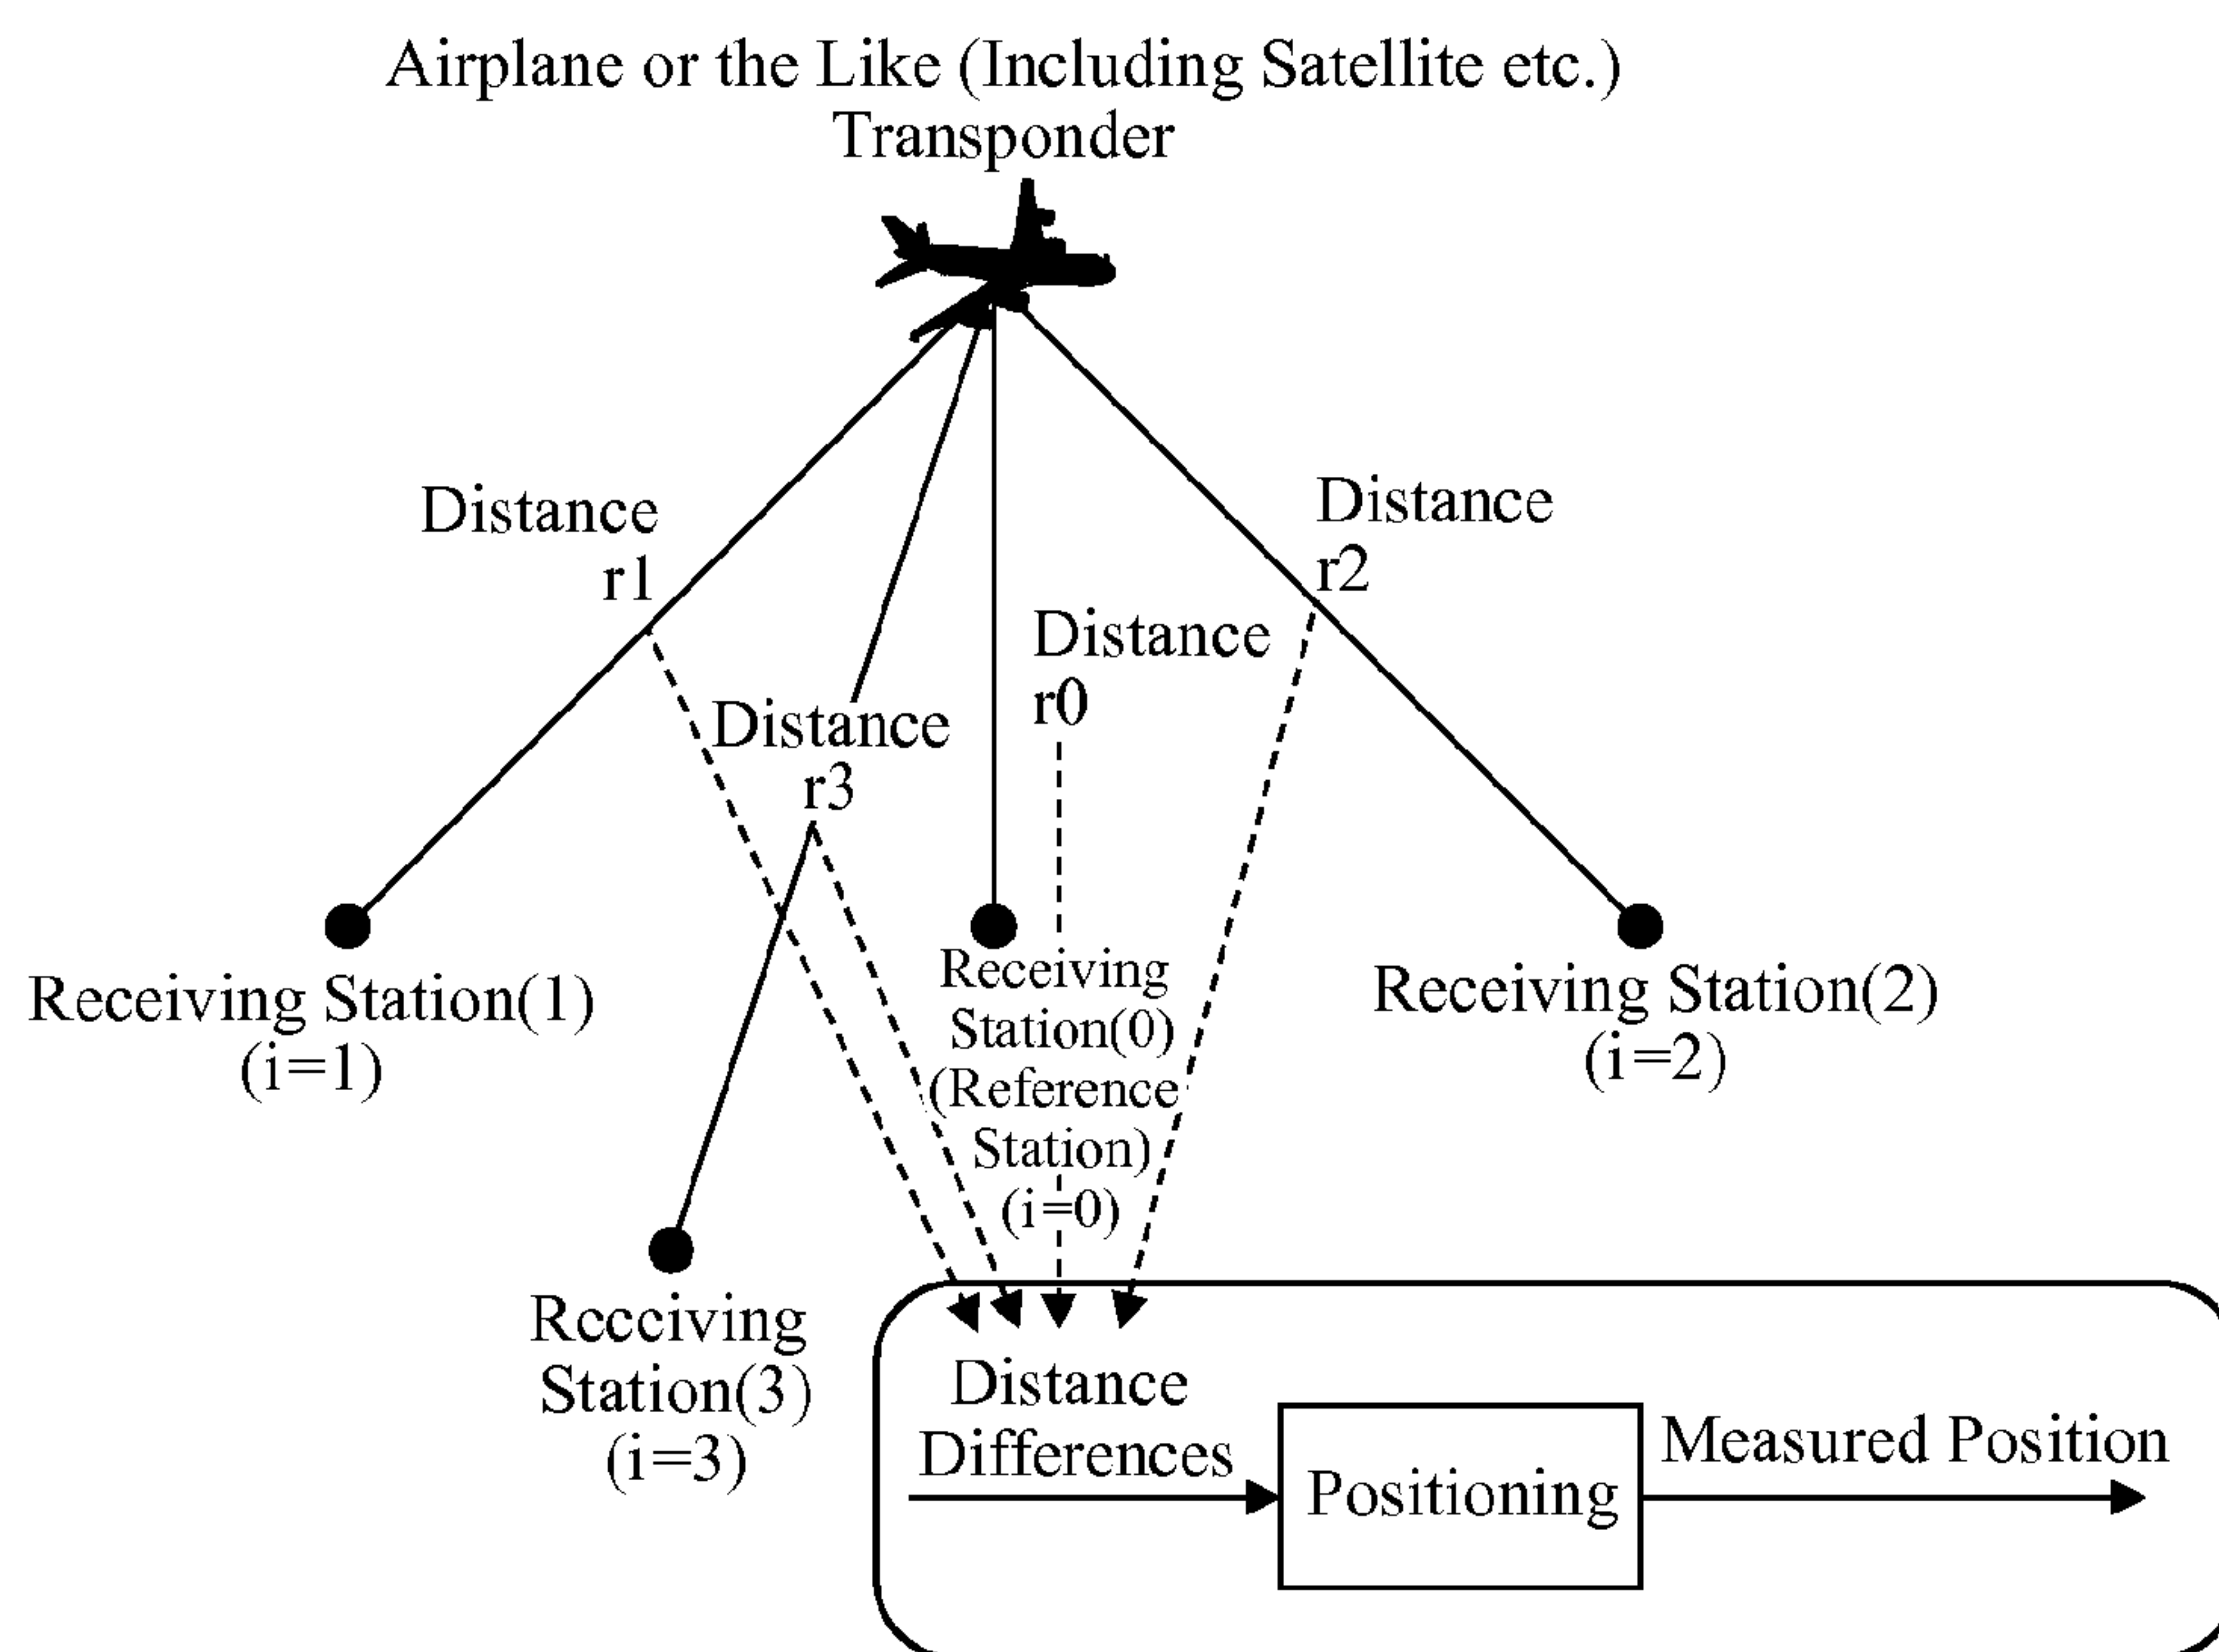 Airplane or the Like (Including Satellite etc.)
Transponder
Distance
r1
Distance
r2
Distance
r0
Distance
r3
Receiving Station(1)
(i=1)
Receiving
Station(0)
(Reference
Station)
(i=0)
Receiving Station(2)
(i=2)
Receiving
Station(3)
(i=3)
Distance
Differences
Positioning
Measured Position